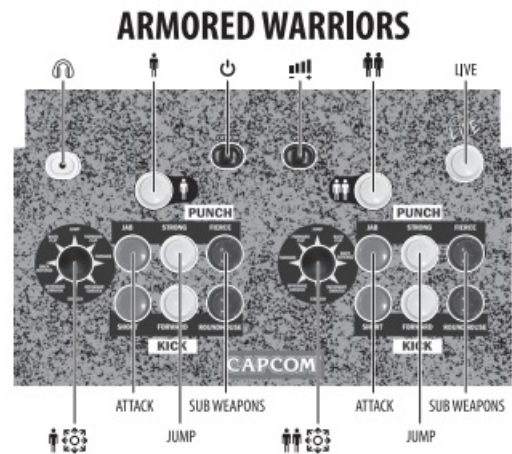 ARMORED WARRIORS
LIVE
PUNCH
PUNCH
JAB STRONG FIERCE
JAB STRONG FIERCE
SHORT FORWARD ROUNDHOUSE
SHORT FORWARD ROUNDHOUSE
KICK
KICK
CAPCOM
ATTACK SUB WEAPONS ATTACK SUB WEAPONS
JUMP JUMP